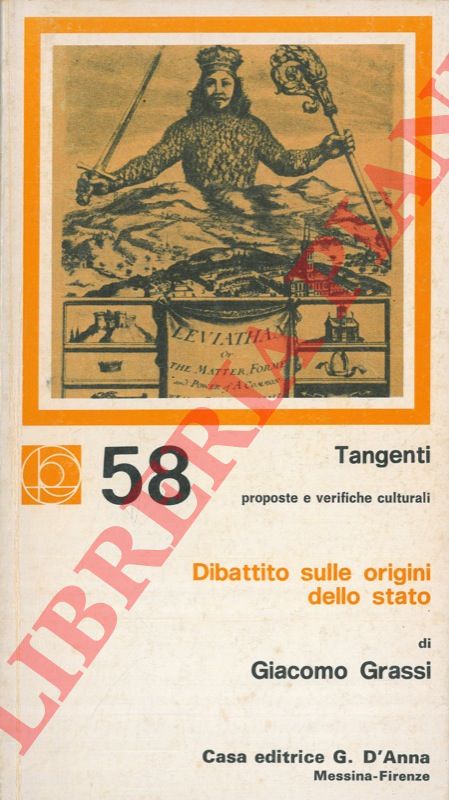 LEVIATHAN
Or
THE MATTER, FORME
and POWER of A COMMON
58
Tangenti
proposte e verifiche culturali
Dibattito sulle origini
dello stato
di
Giacomo Grassi
Casa editrice G. D'Anna
Messina-Firenze
LIBRERIA PIANI